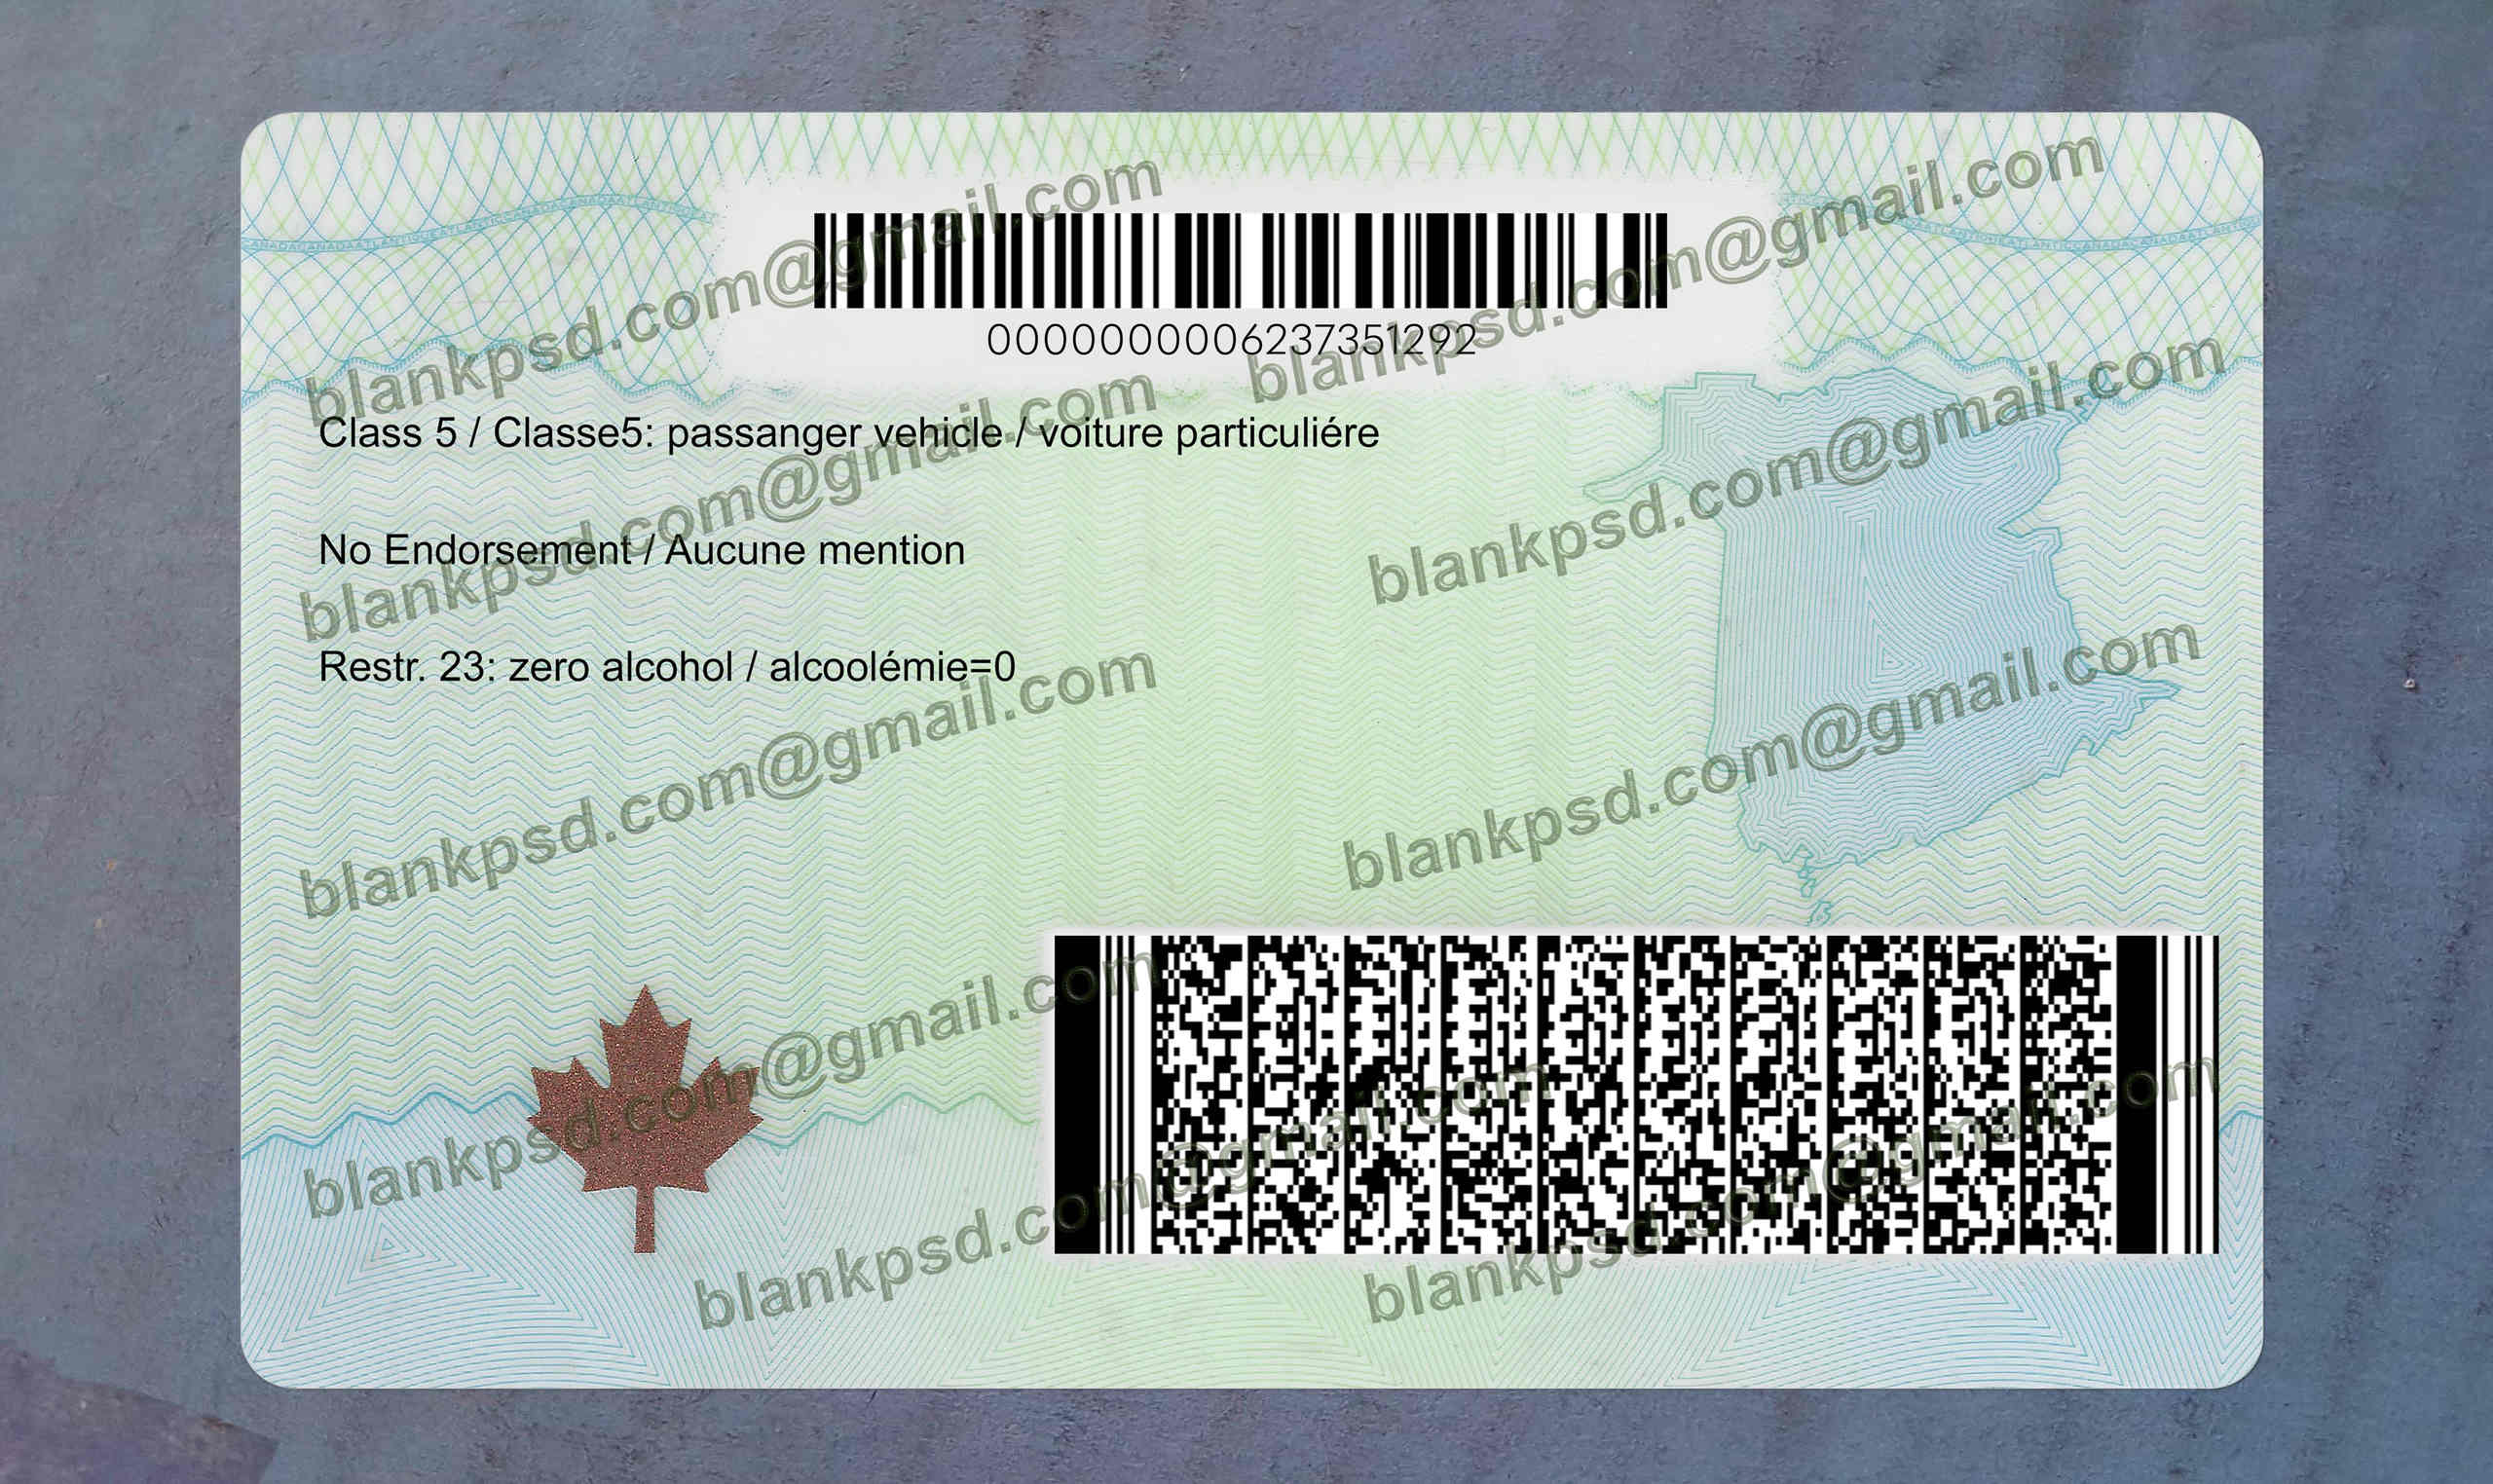 CANADACANADAATLANTIQUEATLANTICCANADACANADAATLANTIQUE
ATLANTIQUEATLANTICCANADACANADAATLANTIC
0000000006237351292
Class 5 / Classe5: passanger vehicle / voiture particuliére
No Endorsement / Aucune mention
Restr. 23: zero alcohol / alcoolémie=0
blankpsd.com@gmail.com
blankpsd.com@gmail.com
blankpsd.com@gmail.com
blankpsd.com@gmail.com
blankpsd.com@gmail.com
blankpsd.com@gmail.com
blankpsd.com@gmail.com
blankpsd.com@gmail.com
blankpsd.com@gmail.com